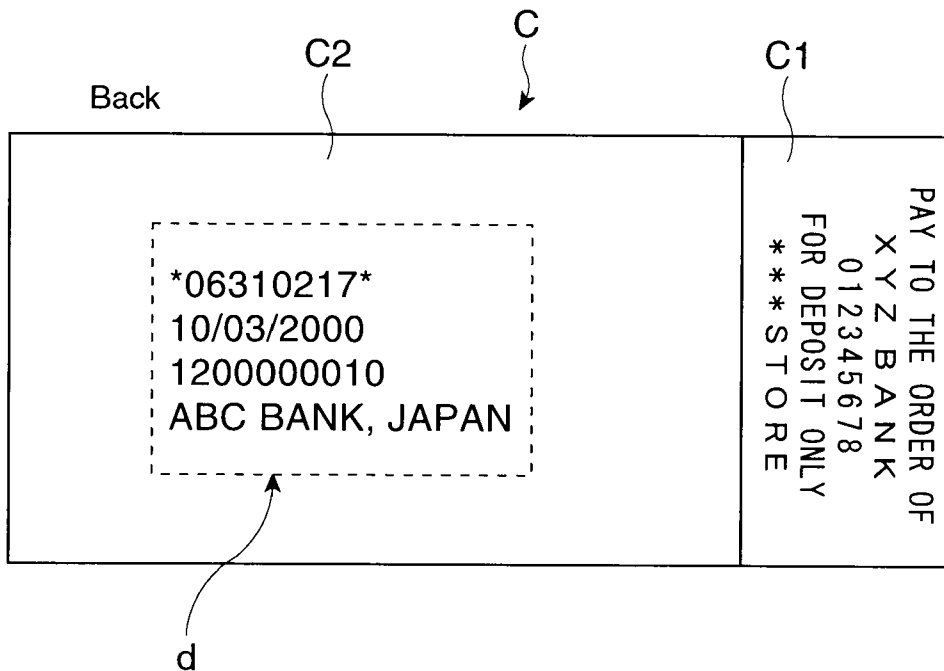 C
C2
C1
Back
*06310217*
10/03/2000
1200000010
ABC BANK, JAPAN
PAY TO THE ORDER OF
XYZ BANK
012345678
FOR DEPOSIT ONLY
***STORE
d